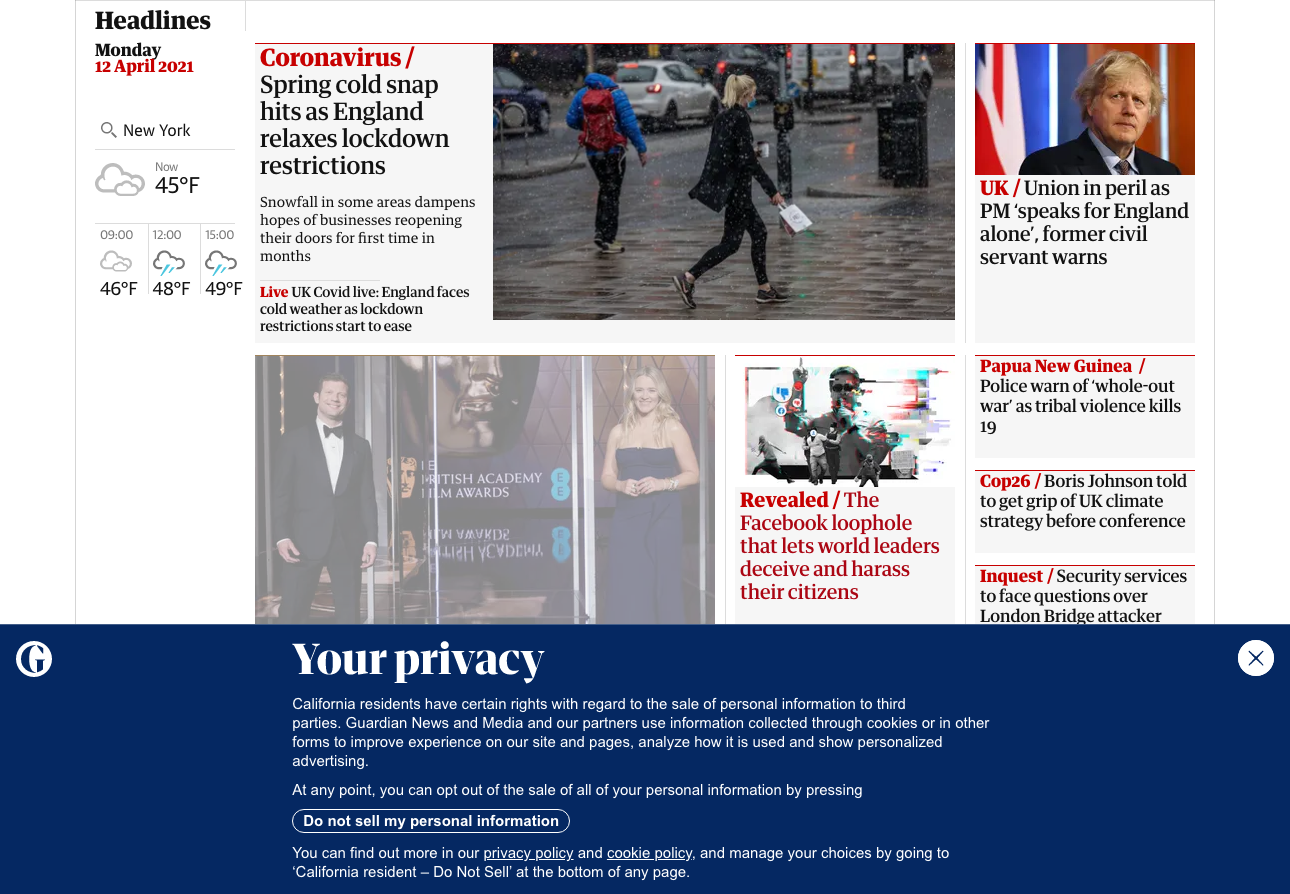 Headlines
Monday
12 April 2021
New York
Now
45°F
09:00
46°F
12:00
48°F
15:00
49°F
Coronavirus /
Spring cold snap
hits as England
relaxes lockdown
restrictions
Snowfall in some areas dampens
hopes of businesses reopening
their doors for first time in
months
Live UK Covid live: England faces
cold weather as lockdown
restrictions start to ease
UK / Union in peril as
PM ‘speaks for England
alone’, former civil
servant warns
RITISH ACADEMY
ILM AWARDS
EE
Revealed / The
Facebook loophole
that lets world leaders
deceive and harass
their citizens
Papua New Guinea /
Police warn of ‘whole-out
war’ as tribal violence kills
19
Cop26 / Boris Johnson told
to get grip of UK climate
strategy before conference
Inquest / Security services
to face questions over
London Bridge attacker
G
Your privacy
California residents have certain rights with regard to the sale of personal information to third
parties. Guardian News and Media and our partners use information collected through cookies or in other
forms to improve experience on our site and pages, analyze how it is used and show personalized
advertising.
At any point, you can opt out of the sale of all of your personal information by pressing
Do not sell my personal information
You can find out more in our privacy policy and cookie policy, and manage your choices by going to
‘California resident – Do Not Sell’ at the bottom of any page.